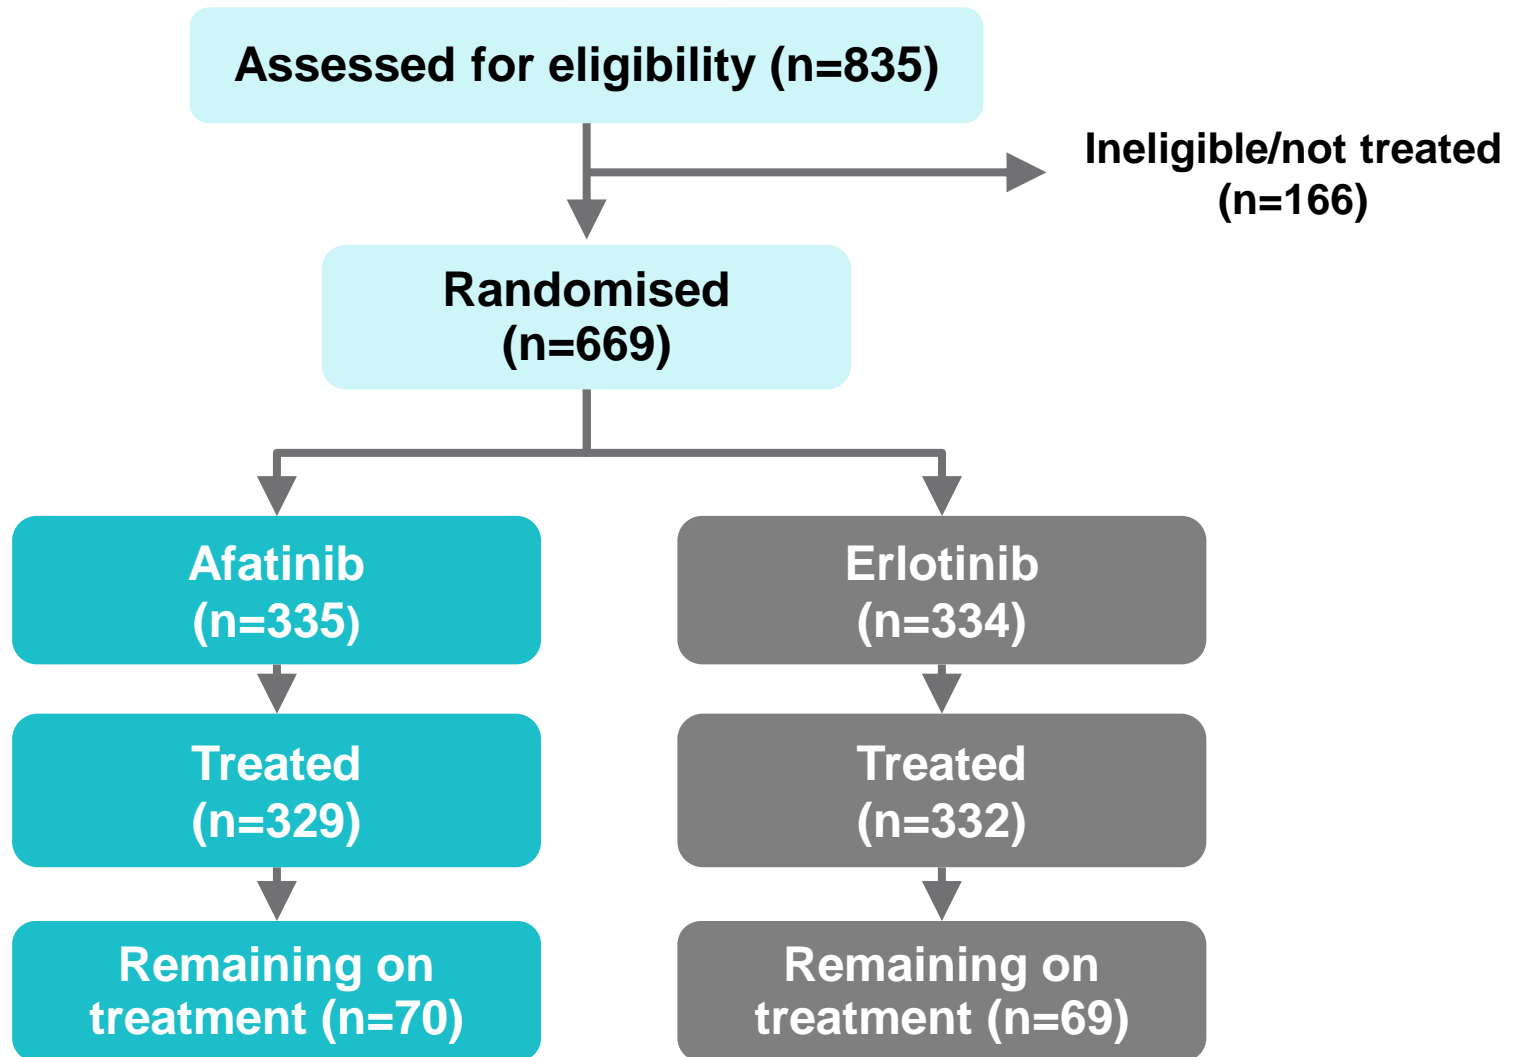 Assessed for eligibility (n=835)
Ineligible/not treated
(n=166)
Randomised
(n=669)
Afatinib
(n=335)
Erlotinib
(n=334)
Treated
(n=329)
Treated
(n=332)
Remaining on
treatment (n=70)
Remaining on
treatment (n=69)